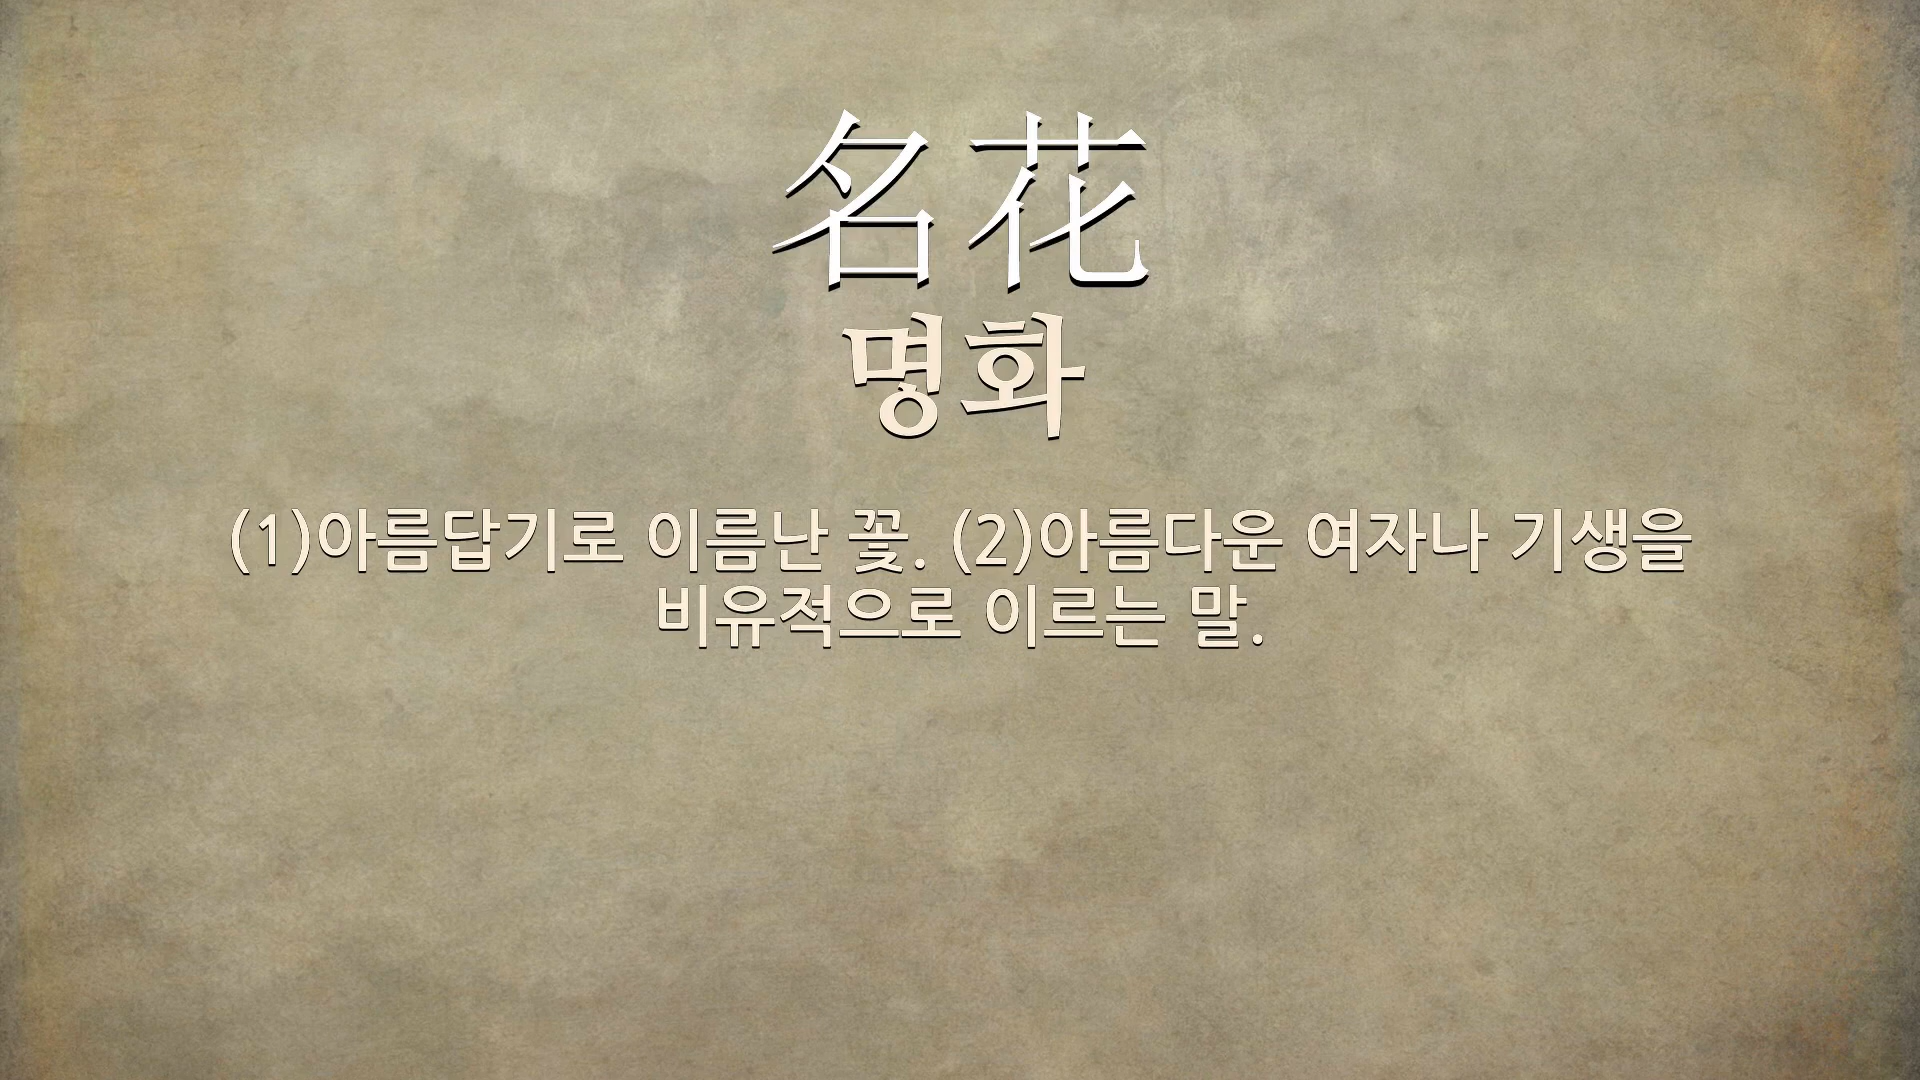 名花
명화
(1)아름답기로 이름난 꽃. (2)아름다운 여자나 기생을
비유적으로 이르는 말.